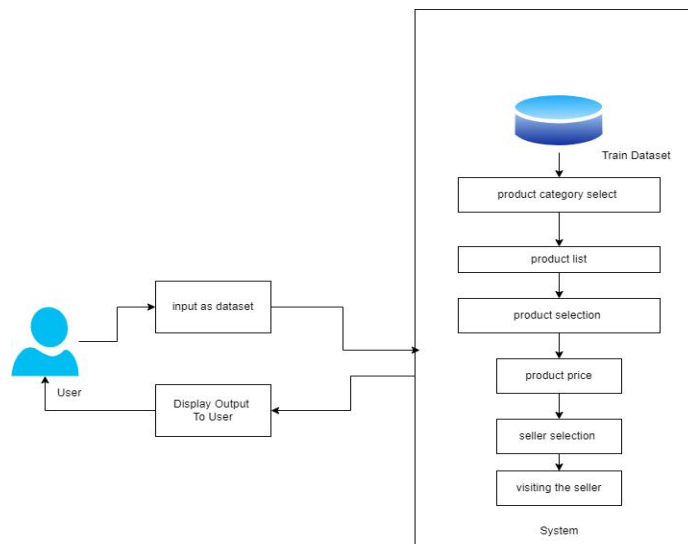 Train Dataset
product category select
product list
input as dataset
product selection
product price
User
Display Output
To User
seller selection
visiting the seller
System